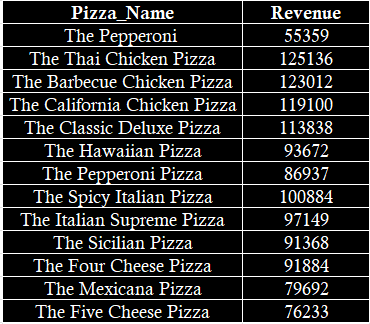 Pizza_Name Revenue
The Pepperoni 55359
The Thai Chicken Pizza 125136
The Barbecue Chicken Pizza 123012
The California Chicken Pizza 119100
The Classic Deluxe Pizza 113838
The Hawaiian Pizza 93672
The Pepperoni Pizza 86937
The Spicy Italian Pizza 100884
The Italian Supreme Pizza 97149
The Sicilian Pizza 91368
The Four Cheese Pizza 91884
The Mexicana Pizza 79692
The Five Cheese Pizza 76233